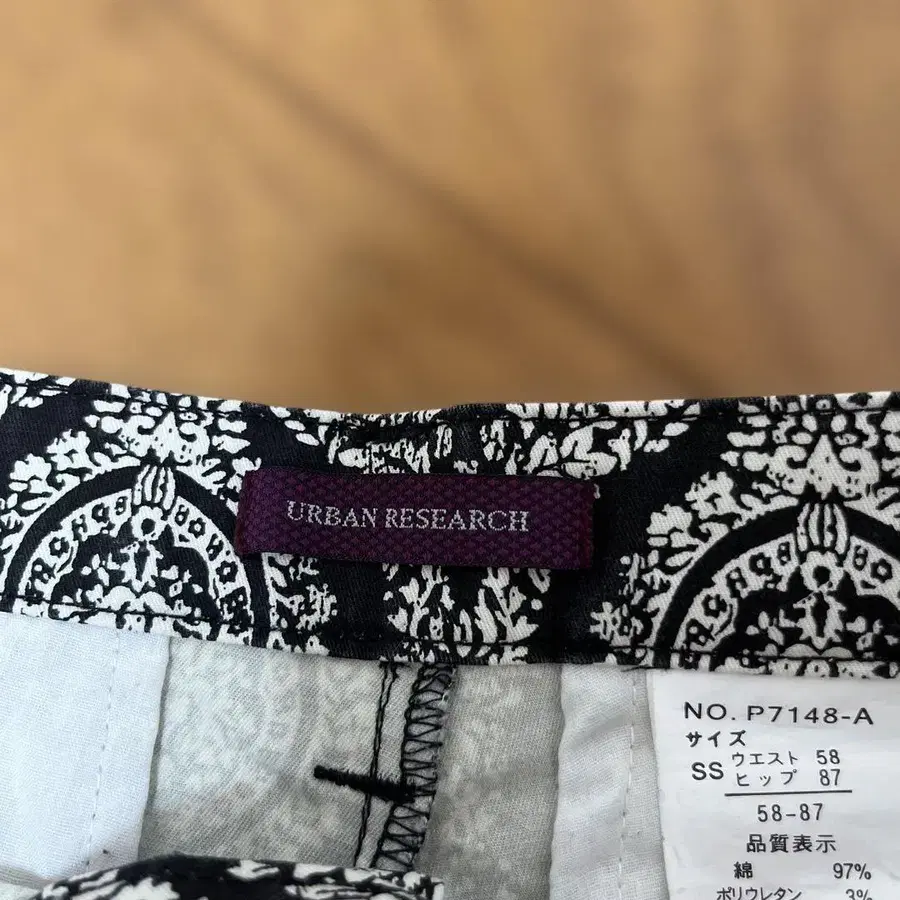 URBAN RESEARCH
NO. P7148-A
サイズ
SS ウエスト 58
ヒップ 87
58-87
品質表示
綿 97%
ポリウレタン 3%